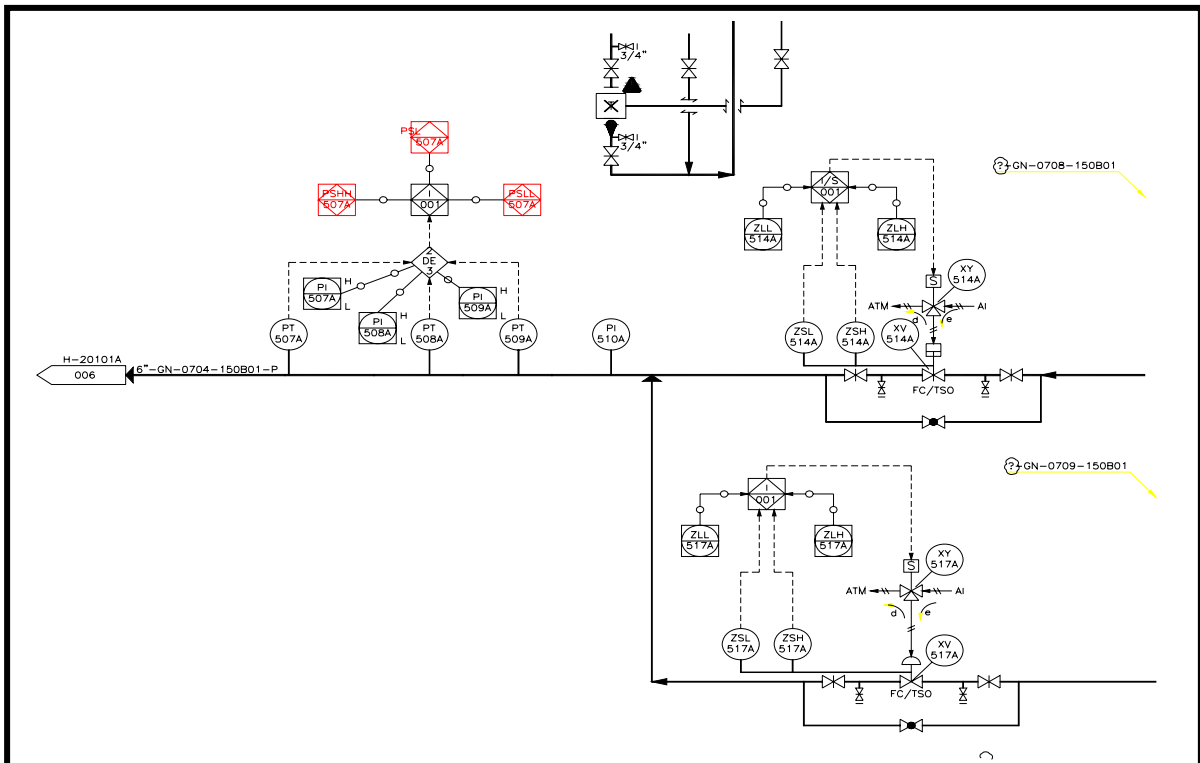 3/4"
3/4"
PSL
507A
PSHH
507A
I
001
PSLL
507A
2
DE
3
PI
507A
H
L
PI
508A
H
L
PI
509A
H
L
PT
507A
PT
508A
PT
509A
PI
510A
H-20101A
006
6"-GN-0704-150B01-P
I/S
001
ZLL
514A
ZLH
514A
?-GN-0708-150B01
S
XY
514A
ATM
AI
d
e
ZSL
514A
ZSH
514A
XV
514A
FC/TSO
?-GN-0709-150B01
I
001
ZLL
517A
ZLH
517A
S
XY
517A
ATM
AI
d
e
ZSL
517A
ZSH
517A
XV
517A
FC/TSO